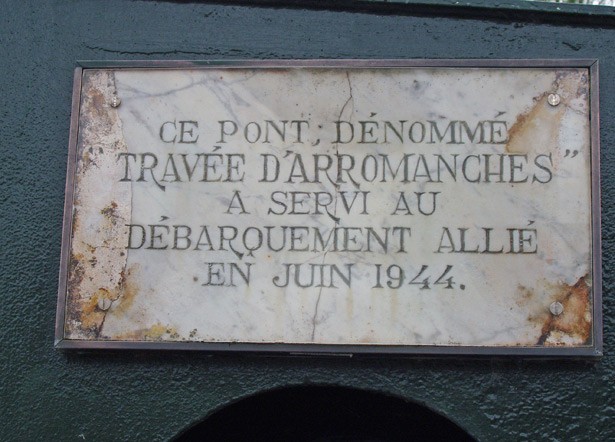 CE PONT, DÉNOMMÉ
"TRAVÉE D'ARROMANCHES"
A SERVI AU
DÉBARQUEMENT ALLIÉ
EN JUIN 1944.